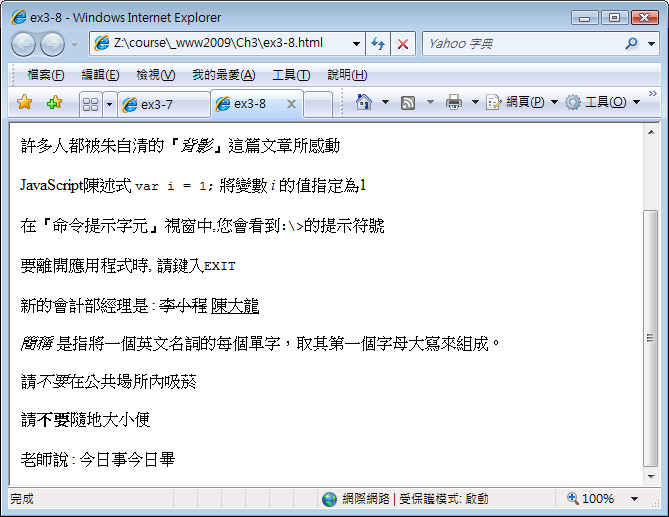 ex3-8 - Windows Internet Explorer
Z:\course\_www2009\Ch3\ex3-8.html
Yahoo 字典
檔案(F) 編輯(E) 檢視(V) 我的最愛(A) 工具(T) 說明(H)
ex3-7 ex3-8 網頁(P) 工具(O)
許多人都被朱自清的『背影』這篇文章所感動
JavaScript陳述式 var i = 1; 將變數 i 的值指定為1
在『命令提示字元』視窗中,您會看到:\>的提示符號
要離開應用程式時, 請鍵入EXIT
新的會計部經理是 : 李小程 陳大龍
簡稱 是指將一個英文名詞的每個單字，取其第一個字母大寫來組成。
請不要在公共場所內吸菸
請不要隨地大小便
老師說 : 今日事今日畢
完成 網際網路 | 受保護模式: 啟動 100%